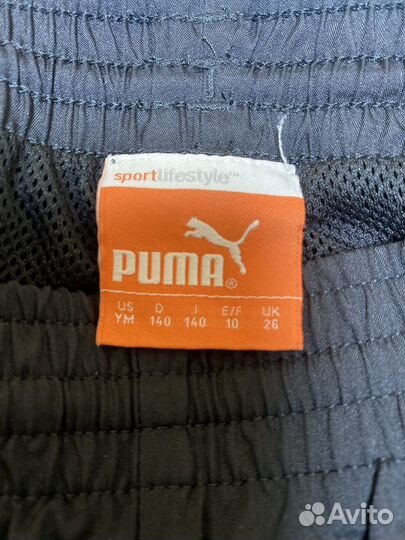 sportlifestyle™
PUMA®
US D J E/F UK
YM 140 140 10 26
Avito